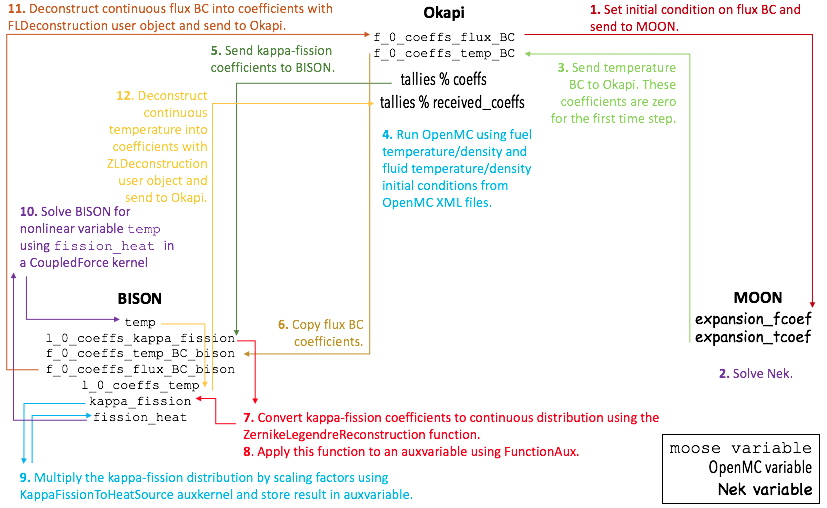 11. Deconstruct continuous flux BC into coefficients with
FLDeconstruction user object and send to Okapi.
Okapi
f_0_coeffs_flux_BC
f_0_coeffs_temp_BC
tallies % coeffs
tallies % received_coeffs
1. Set initial condition on flux BC and
send to MOON.
5. Send kappa-fission
coefficients to BISON.
3. Send temperature
BC to Okapi. These
coefficients are zero
for the first time step.
12. Deconstruct
continuous
temperature into
coefficients with
ZLDeconstruction
user object and
send to Okapi.
4. Run OpenMC using fuel
temperature/density and
fluid temperature/density
initial conditions from
OpenMC XML files.
10. Solve BISON for
nonlinear variable temp
using fission_heat in
a CoupledForce kernel
BISON
temp
l_0_coeffs_kappa_fission
f_0_coeffs_temp_BC_bison
f_0_coeffs_flux_BC_bison
l_0_coeffs_temp
kappa_fission
fission_heat
6. Copy flux BC
coefficients.
MOON
expansion_fcoef
expansion_tcoef
2. Solve Nek.
7. Convert kappa-fission coefficients to continuous distribution using the
ZernikeLegendreReconstruction function.
8. Apply this function to an auxvariable using FunctionAux.
9. Multiply the kappa-fission distribution by scaling factors using
KappaFissionToHeatSource auxkernel and store result in auxvariable.
moose variable
OpenMC variable
Nek variable